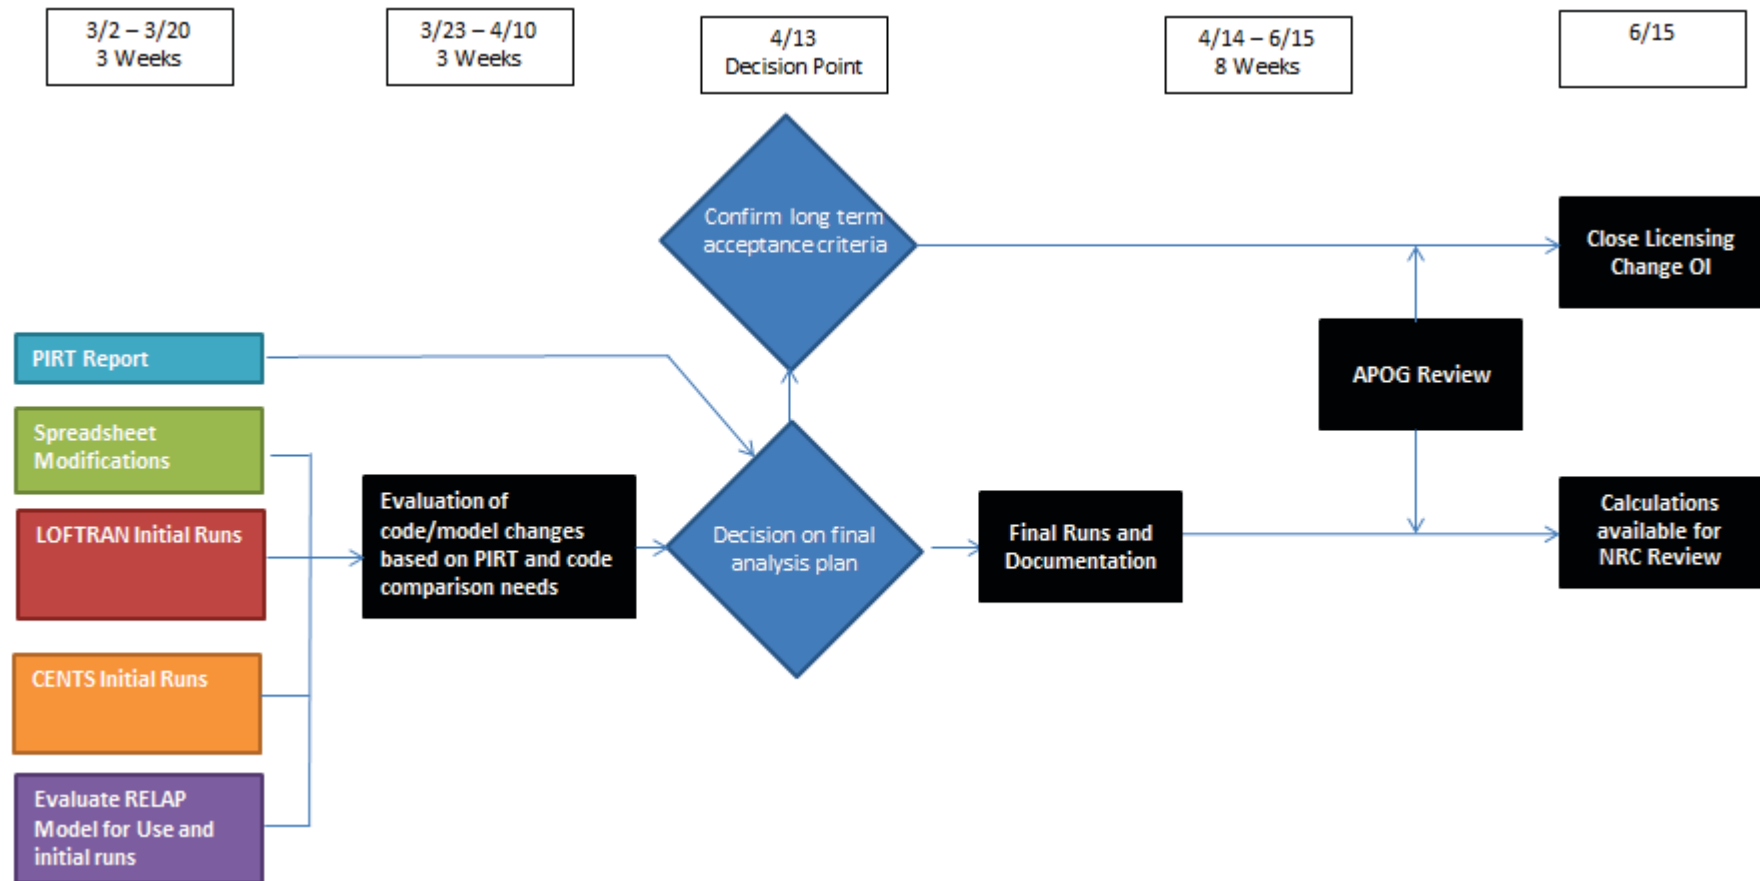 3/2 – 3/20
3 Weeks
3/23 – 4/10
3 Weeks
4/13
Decision Point
4/14 – 6/15
8 Weeks
6/15
Confirm long term
acceptance criteria
Close Licensing
Change OI
PIRT Report
APOG Review
Spreadsheet
Modifications
LOFTRAN Initial Runs
Evaluation of
code/model changes
based on PIRT and code
comparison needs
Decision on final
analysis plan
Final Runs and
Documentation
Calculations
available for
NRC Review
CENTS Initial Runs
Evaluate RELAP
Model for Use and
initial runs